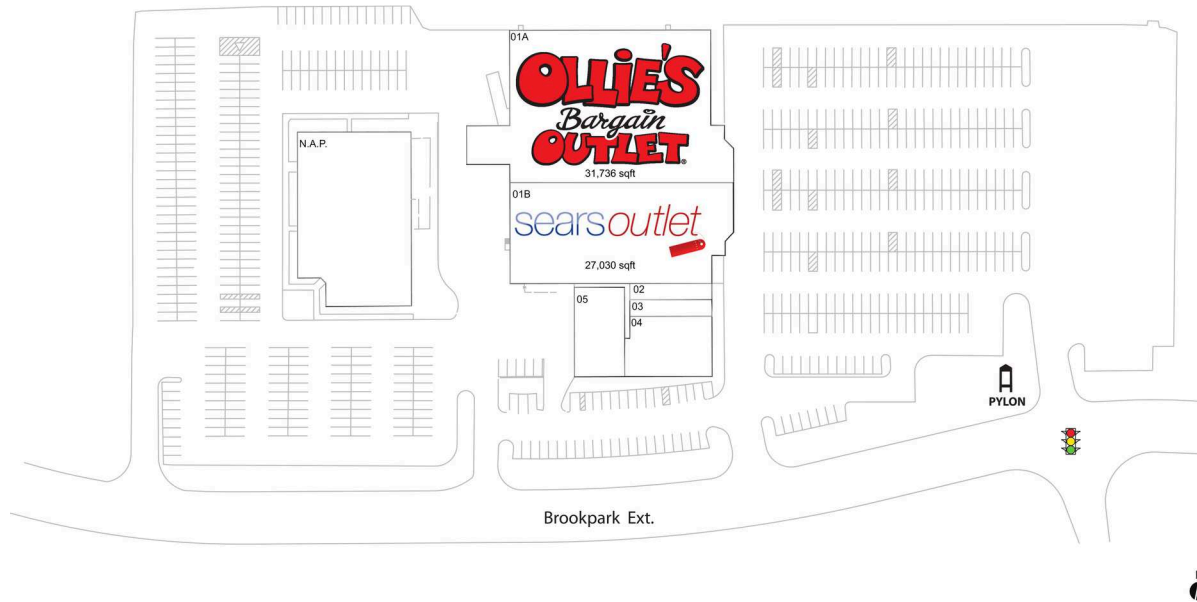 01A
OLLIE'S
Bargain
OUTLET
31,736 sqft
N.A.P.
01B
searsoutlet
27,030 sqft
02
03
04
05
PYLON
Brookpark Ext.